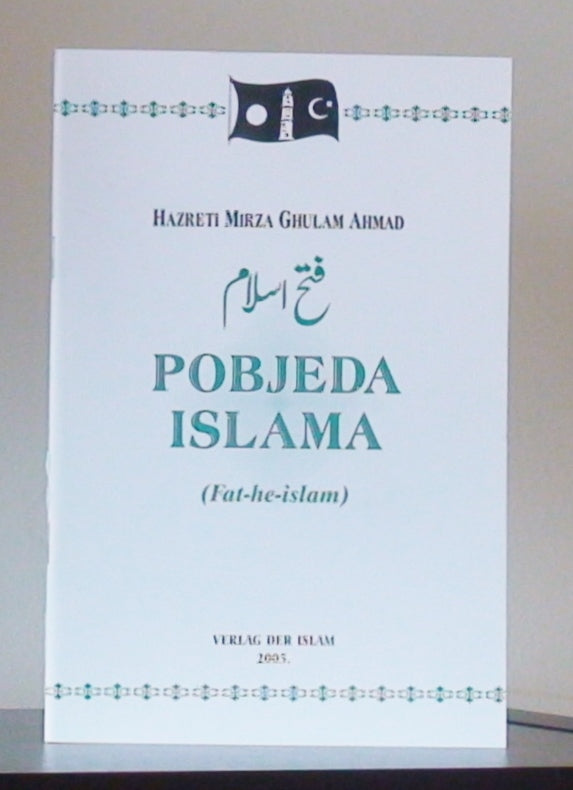 HAZRETI MIRZA GHULAM AHMAD
فتح اسلام
POBJEDA
ISLAMA
(Fat-he-islam)
VERLAG DER ISLAM
2005.